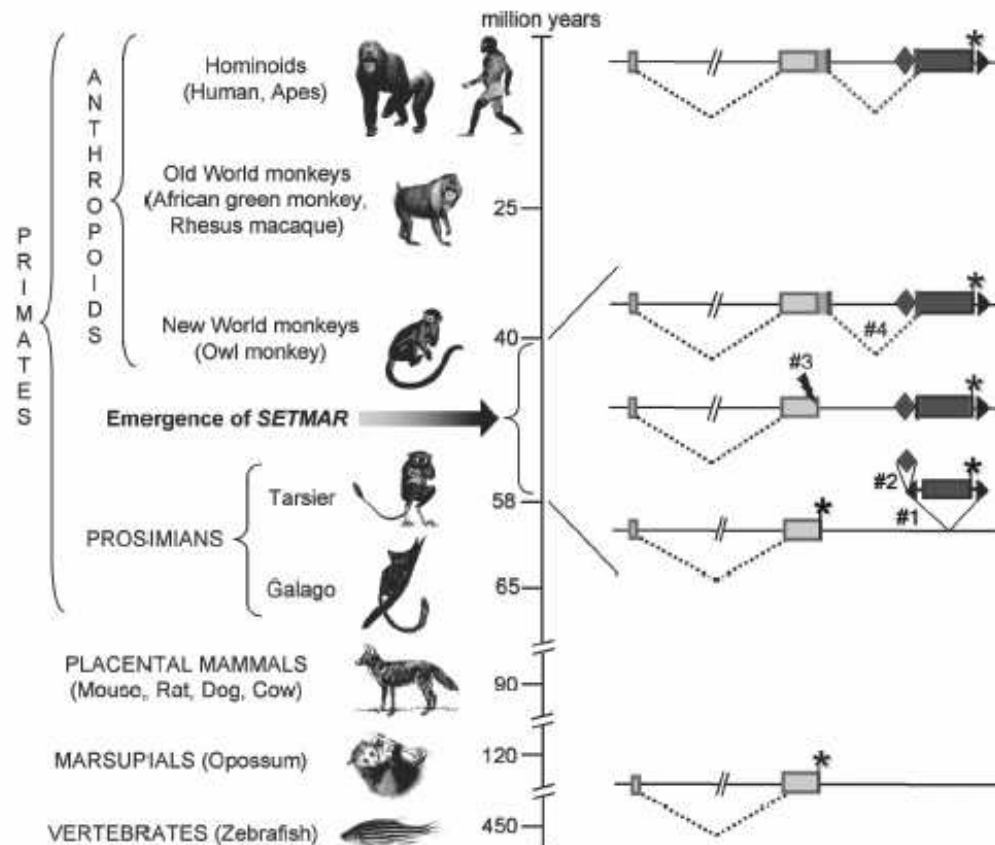 million years
Hominoids
(Human, Apes)
Old World monkeys
(African green monkey,
Rhesus macaque)
New World monkeys
(Owl monkey)
ANTHROPOIDS
PRIMATES
Emergence of SETMAR
Tarsier
PROSIMIANS
Galago
PLACENTAL MAMMALS
(Mouse, Rat, Dog, Cow)
MARSUPIALS (Opossum)
VERTEBRATES (Zebrafish)
25
40
58
65
90
120
450
*
*
#4
#3
*
*
#2
#1
*
*